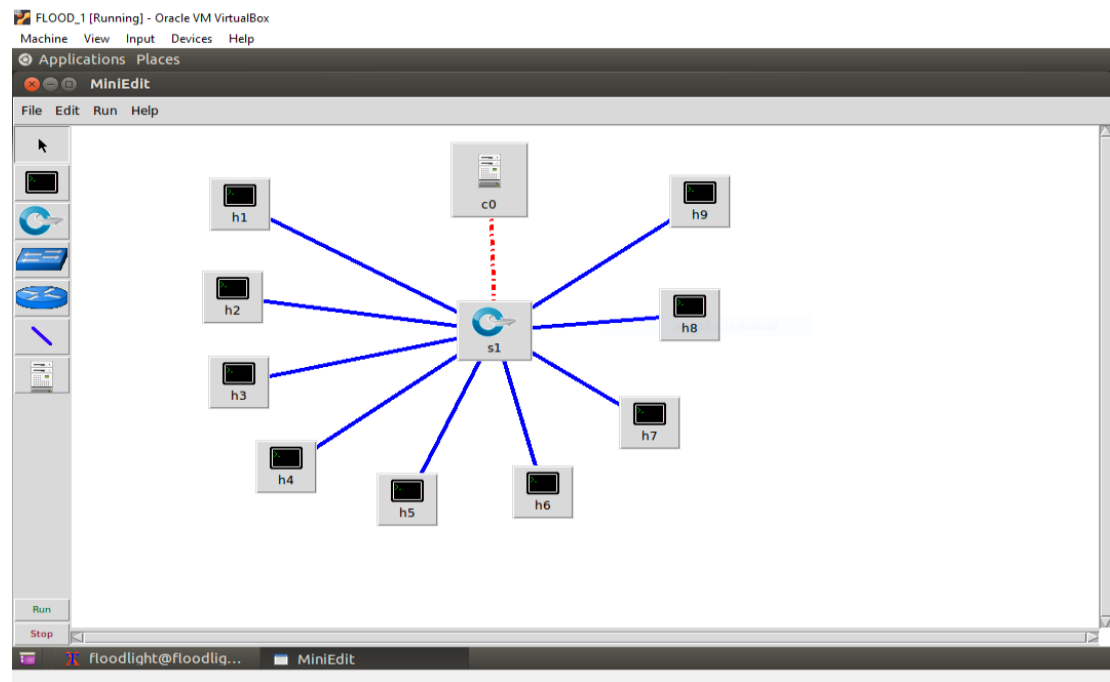 FLOOD_1 [Running] - Oracle VM VirtualBox
Machine View Input Devices Help
Applications Places
MiniEdit
File Edit Run Help
c0
h1
h9
h2
h8
s1
h3
h7
h4
h6
h5
Run
Stop
floodlight@floodlig...
MiniEdit